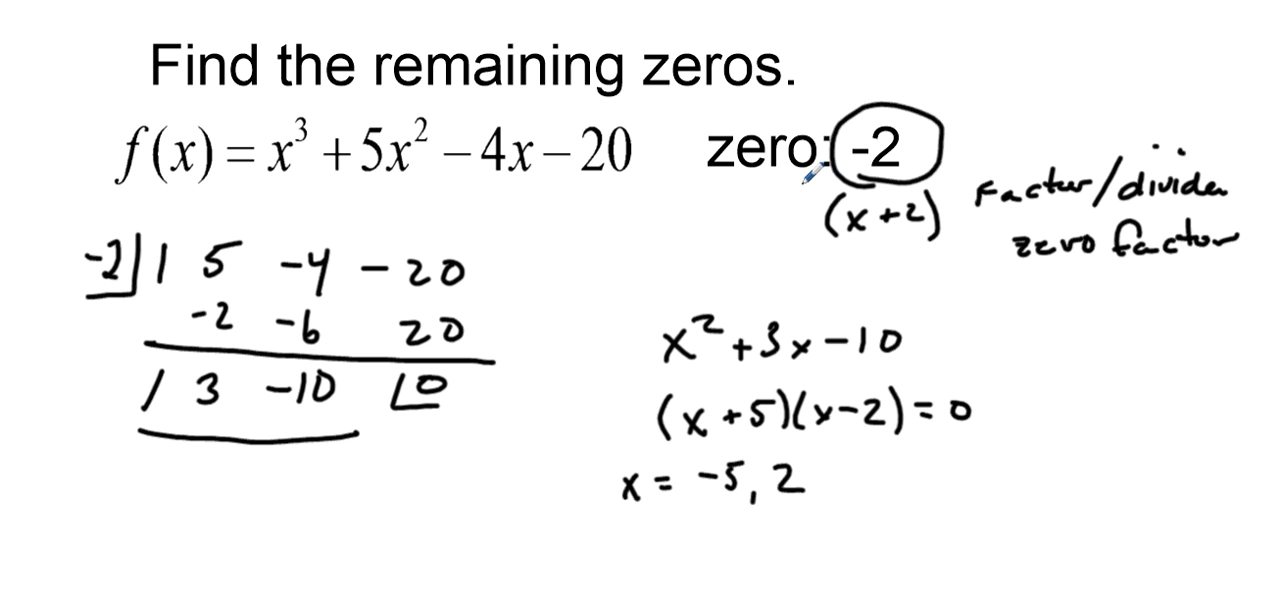 Find the remaining zeros.
f(x) = x³ + 5x² − 4x − 20 zero: -2
(x+2) Factor/divider
zero factor
-2| 1 5 -4 -20
-2 -6 20
1 3 -10 |0
x² + 3x - 10
(x+5)(x-2) = 0
x = -5, 2